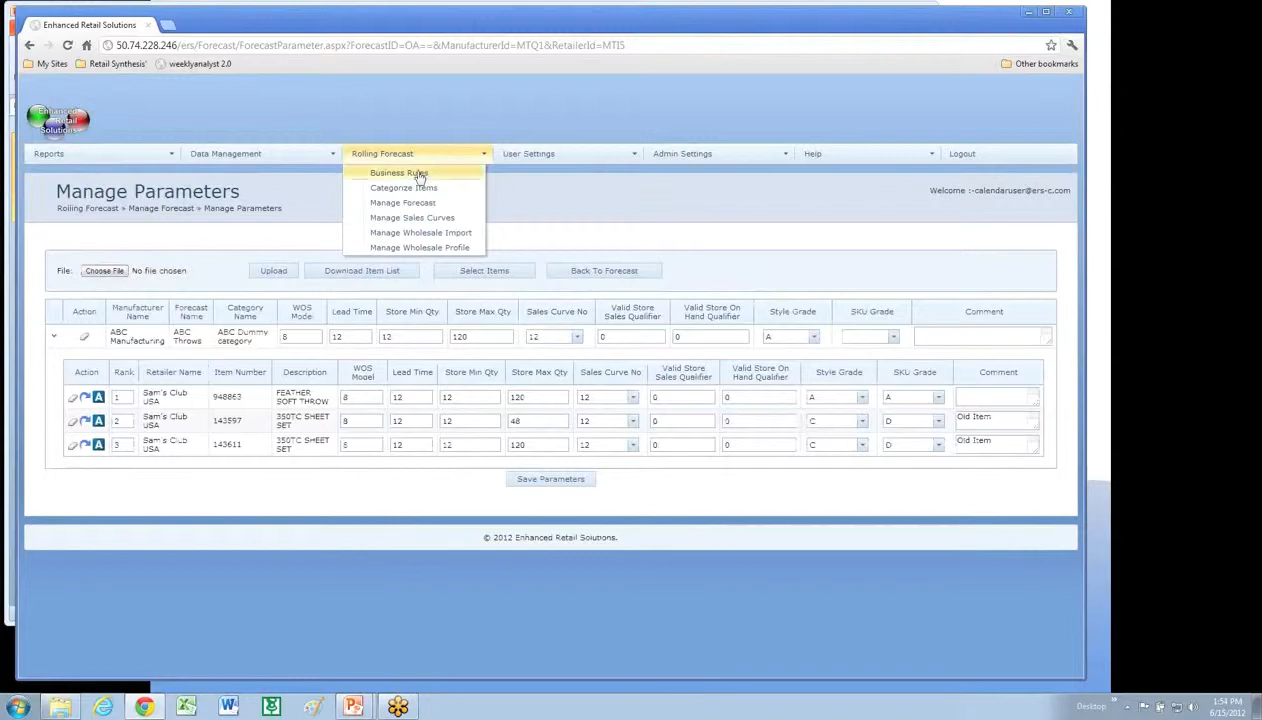 Enhanced Retail Solutions
50.74.228.246/ers/Forecast/ForecastParameter.aspx?ForecastID=OA==&ManufacturerId=MTQ1&RetailerId=MTI5
My Sites Retail Synthesis' weeklyanalyst 2.0 Other bookmarks
Enhanced
Retail
Solutions
Reports Data Management Rolling Forecast User Settings Admin Settings Help Logout
Business Rules
Categorize Items
Manage Forecast
Manage Sales Curves
Manage Wholesale Import
Manage Wholesale Profile
Manage Parameters
Welcome :-calendaruser@ers-c.com
Rolling Forecast » Manage Forecast » Manage Parameters
File: Choose File No file chosen Upload Download Item List Select Items Back To Forecast
Action Manufacturer Name Forecast Name Category Name WOS Model Lead Time Store Min Qty Store Max Qty Sales Curve No Valid Store Sales Qualifier Valid Store On Hand Qualifier Style Grade SKU Grade Comment
ABC Manufacturing ABC Throws ABC Dummy category 8 12 12 120 12 0 0 A
Action Rank Retailer Name Item Number Description WOS Model Lead Time Store Min Qty Store Max Qty Sales Curve No Valid Store Sales Qualifier Valid Store On Hand Qualifier Style Grade SKU Grade Comment
A 1 Sam's Club USA 948863 FEATHER SOFT THROW 8 12 12 120 12 0 0 A A
A 2 Sam's Club USA 143597 350TC SHEET SET 8 12 12 48 12 0 0 C D Old Item
A 3 Sam's Club USA 143611 350TC SHEET SET 8 12 12 120 12 0 0 C D Old Item
Save Parameters
© 2012 Enhanced Retail Solutions.
Desktop 1:54 PM
6/15/2012